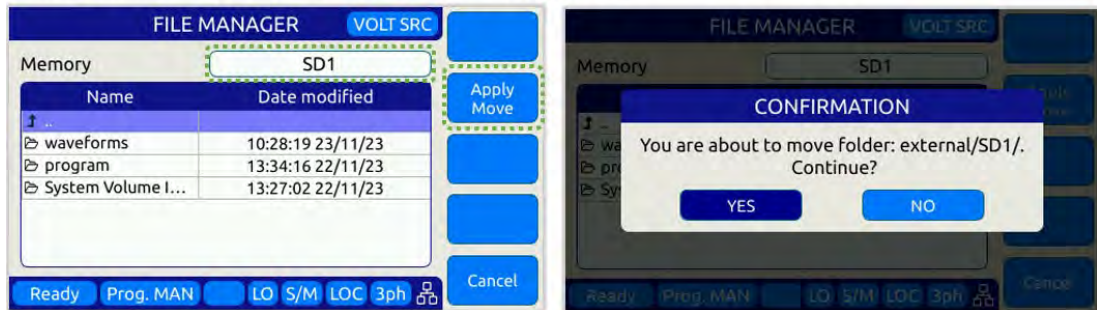 FILE MANAGER VOLT SRC
Memory SD1
Name Date modified
..
waveforms 10:28:19 23/11/23
program 13:34:16 22/11/23
System Volume I... 13:27:02 22/11/23
Apply
Move
Cancel
Ready Prog. MAN LO S/M LOC 3ph
FILE MANAGER VOLT SRC
Memory SD1
CONFIRMATION
You are about to move folder: external/SD1/.
Continue?
YES NO
Cancel
Ready Prog. MAN LO S/M LOC 3ph